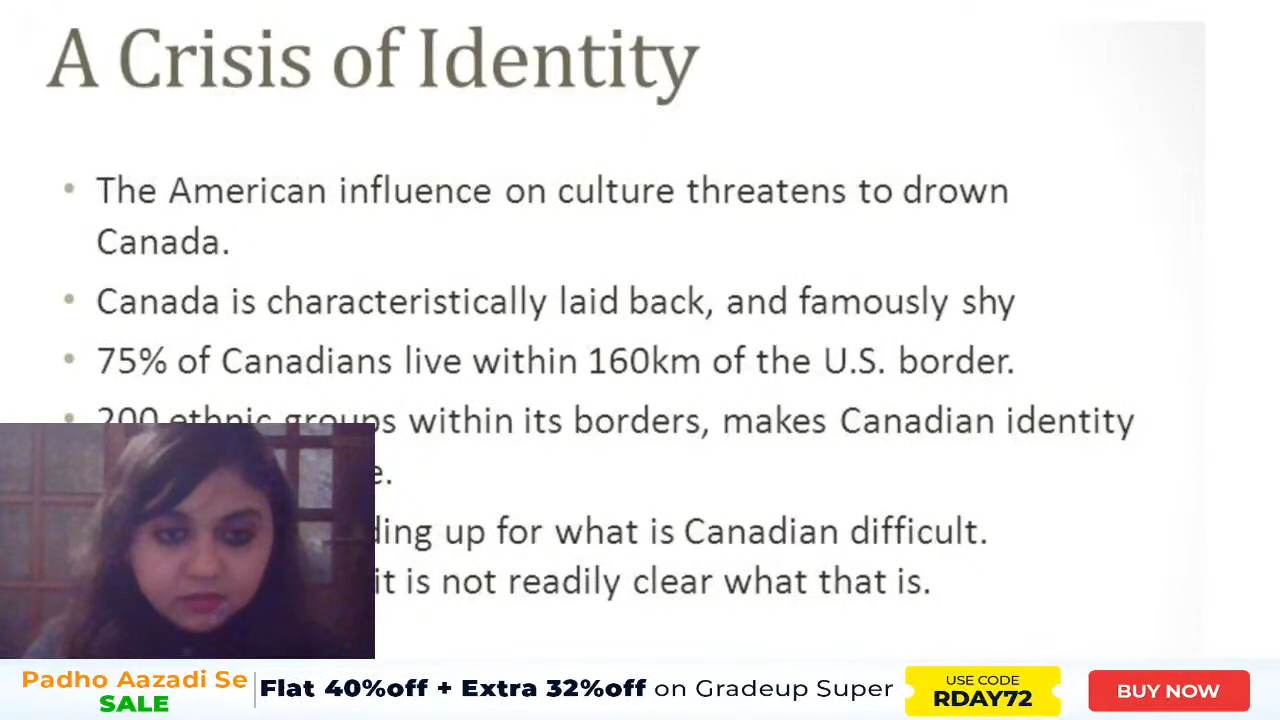 A Crisis of Identity
• The American influence on culture threatens to drown
Canada.
• Canada is characteristically laid back, and famously shy
• 75% of Canadians live within 160km of the U.S. border.
• 200 ethnic groups within its borders, makes Canadian identity
up for what is Canadian difficult.
it is not readily clear what that is.
Padho Aazadi Se
SALE
Flat 40%off + Extra 32%off on Gradeup Super
USE CODE
RDAY72
BUY NOW